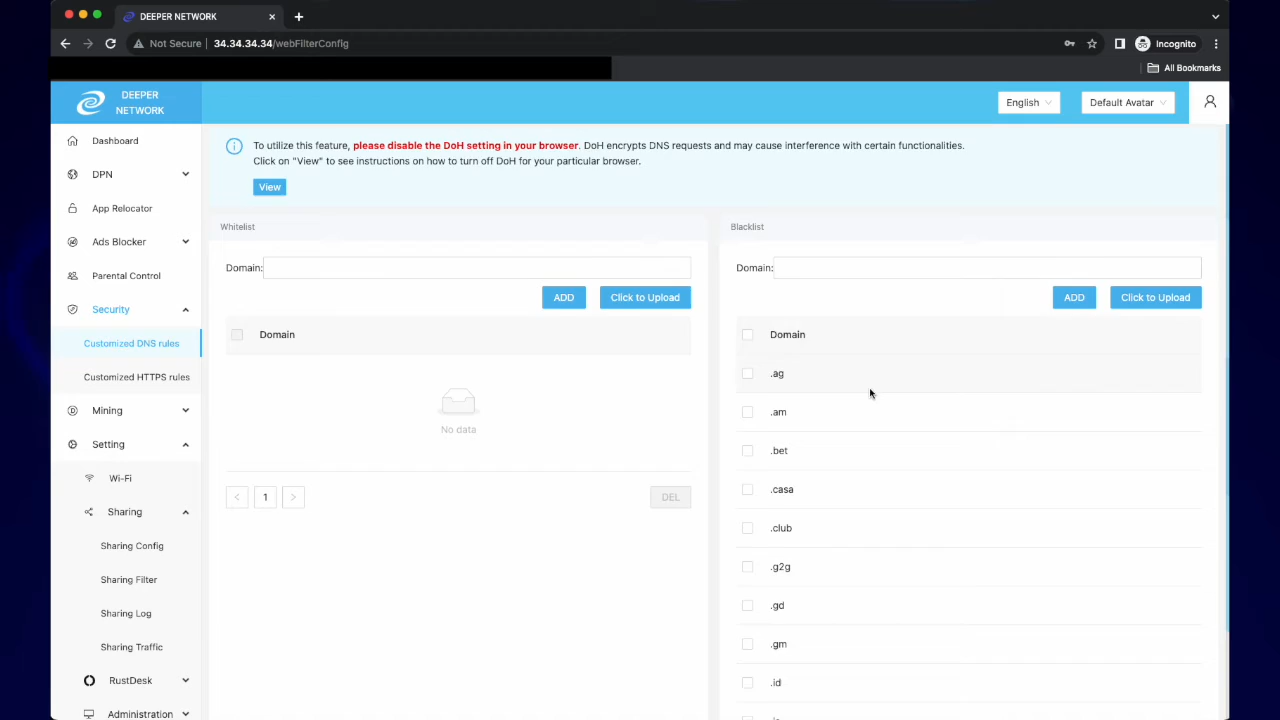 DEEPER NETWORK
Not Secure
34.34.34.34/webFilterConfig
Incognito
All Bookmarks
DEEPER
NETWORK
English
Default Avatar
Dashboard
DPN
App Relocator
Ads Blocker
Parental Control
Security
Customized DNS rules
Customized HTTPS rules
Mining
Setting
Wi-Fi
Sharing
Sharing Config
Sharing Filter
Sharing Log
Sharing Traffic
RustDesk
Administration
To utilize this feature, please disable the DoH setting in your browser. DoH encrypts DNS requests and may cause interference with certain functionalities.
Click on "View" to see instructions on how to turn off DoH for your particular browser.
View
Whitelist
Domain:
ADD
Click to Upload
Domain
No data
<
1
>
DEL
Blacklist
Domain:
ADD
Click to Upload
Domain
.ag
.am
.bet
.casa
.club
.g2g
.gd
.gm
.id